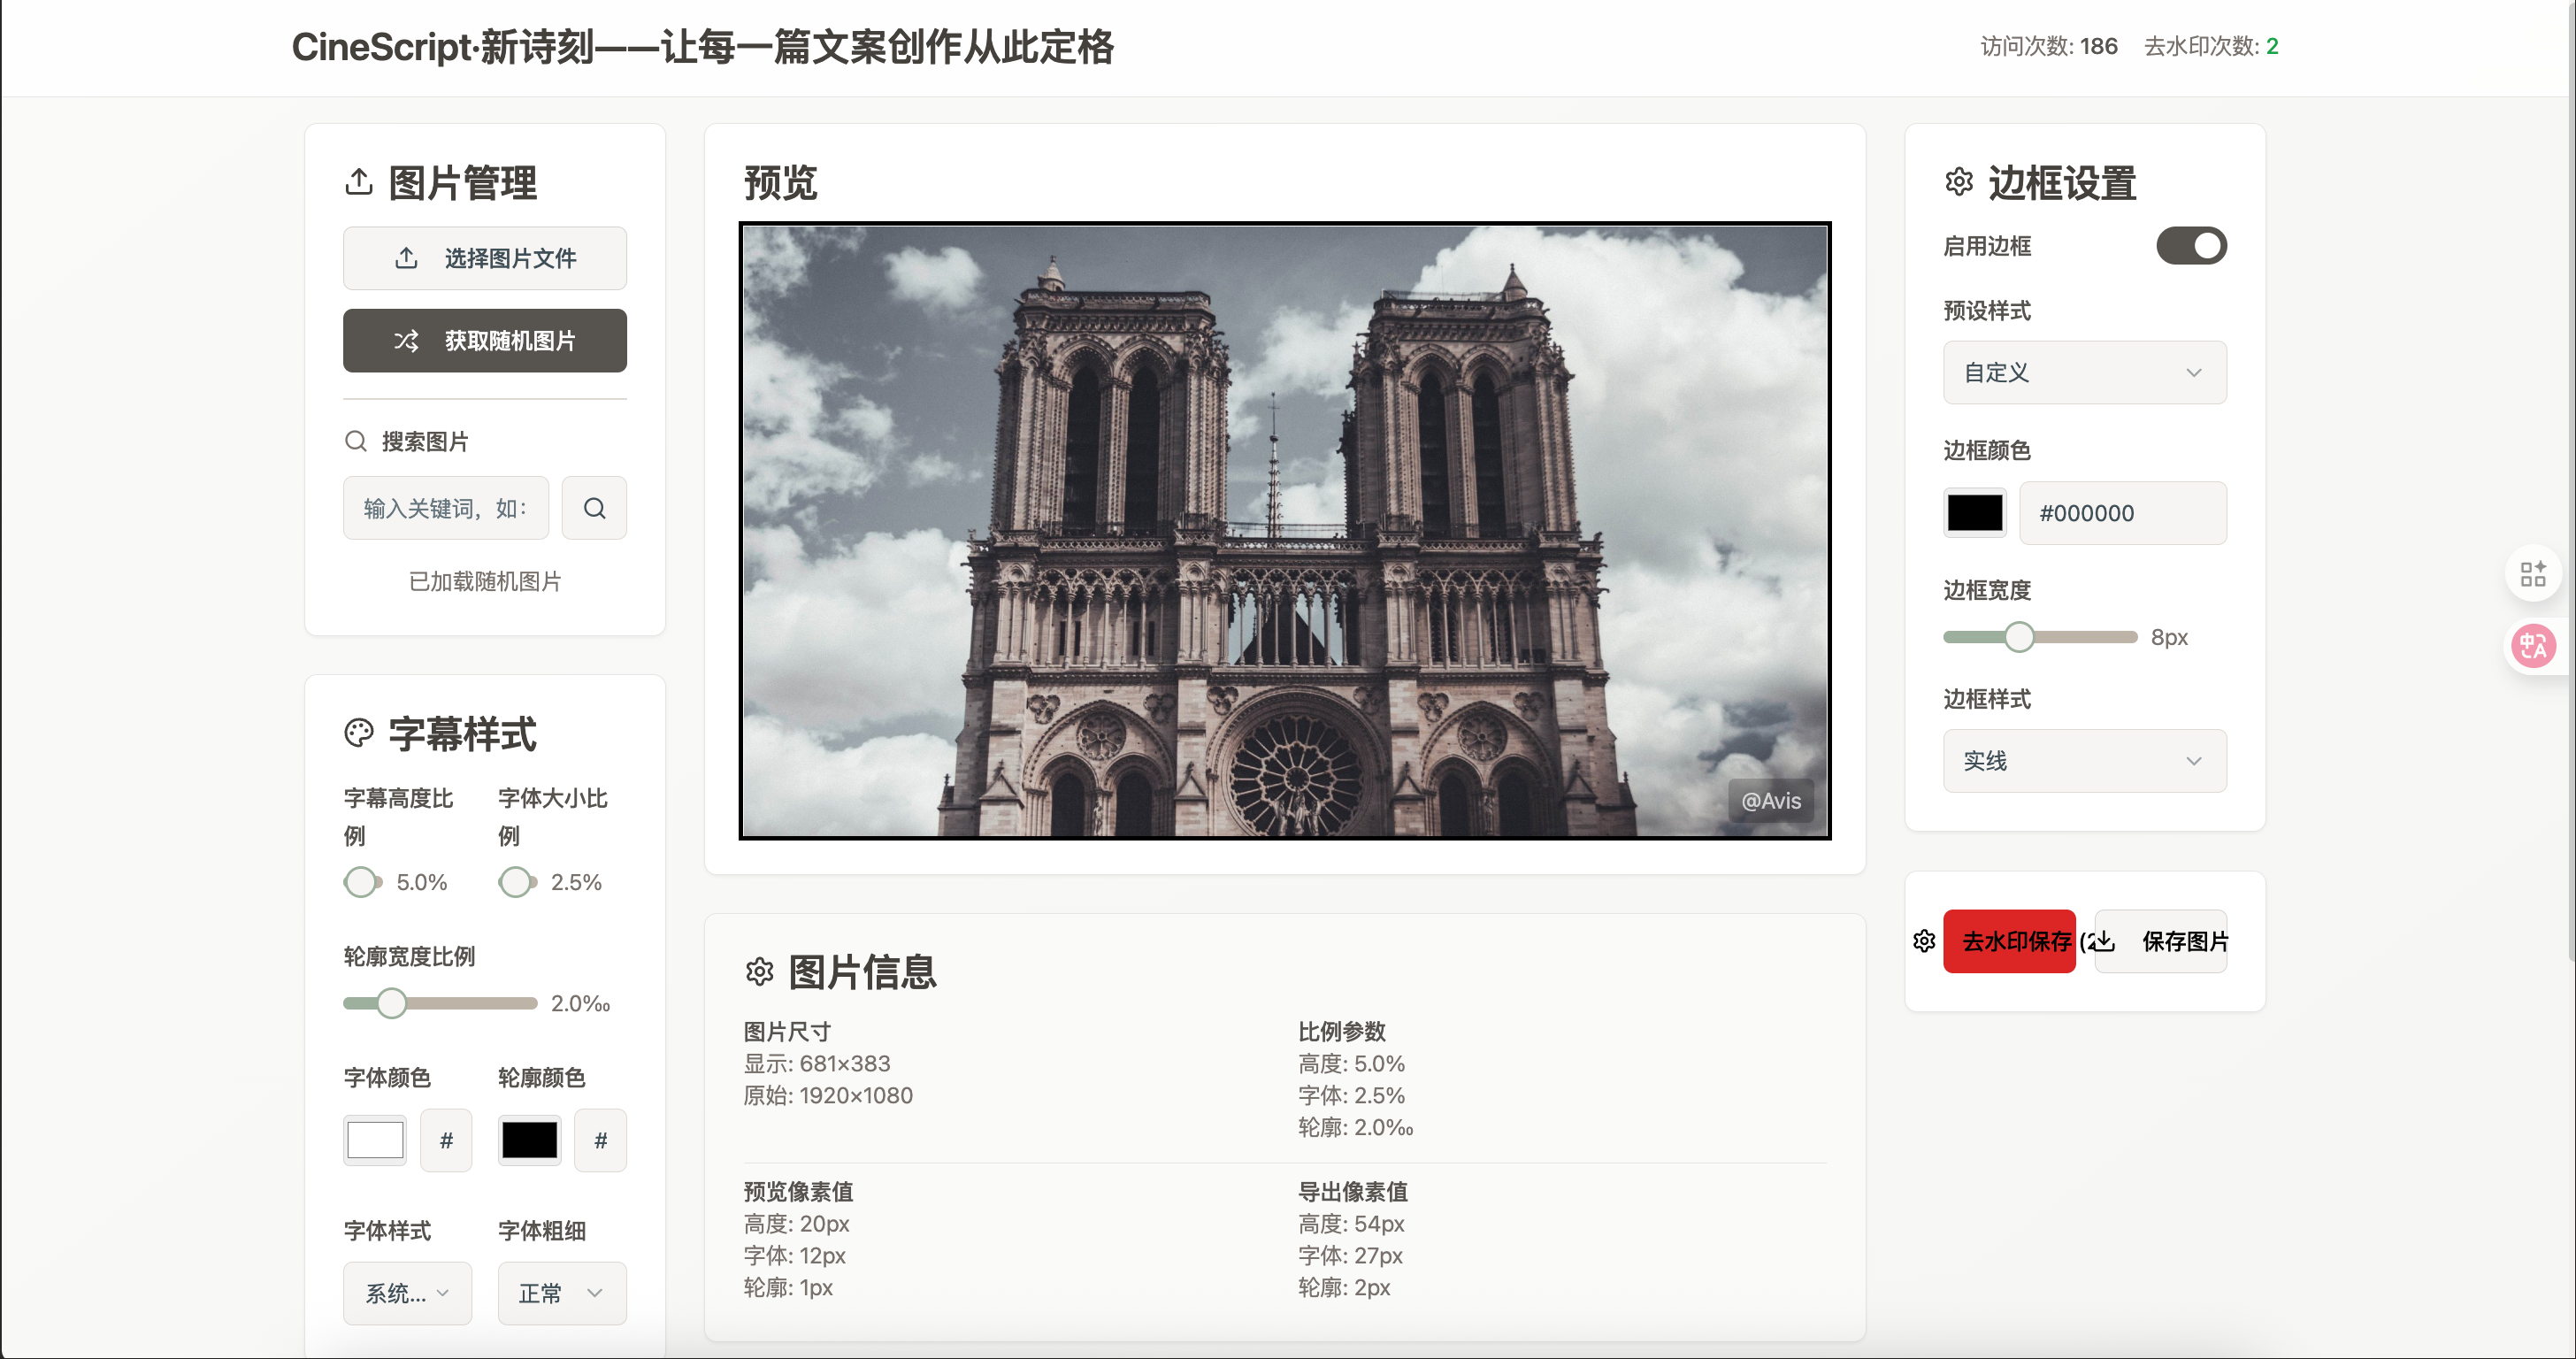 CineScript·新诗刻——让每一篇文案创作从此定格
访问次数: 186 去水印次数: 2
图片管理
选择图片文件
获取随机图片
搜索图片
输入关键词，如：
已加载随机图片
字幕样式
字幕高度比
例
字体大小比
例
5.0%
2.5%
轮廓宽度比例
2.0‰
字体颜色
轮廓颜色
#
#
字体样式
字体粗细
系统...
正常
预览
@Avis
图片信息
图片尺寸
显示: 681×383
原始: 1920×1080
比例参数
高度: 5.0%
字体: 2.5%
轮廓: 2.0‰
预览像素值
高度: 20px
字体: 12px
轮廓: 1px
导出像素值
高度: 54px
字体: 27px
轮廓: 2px
边框设置
启用边框
预设样式
自定义
边框颜色
#000000
边框宽度
8px
边框样式
实线
去水印保存 (2
保存图片
中A